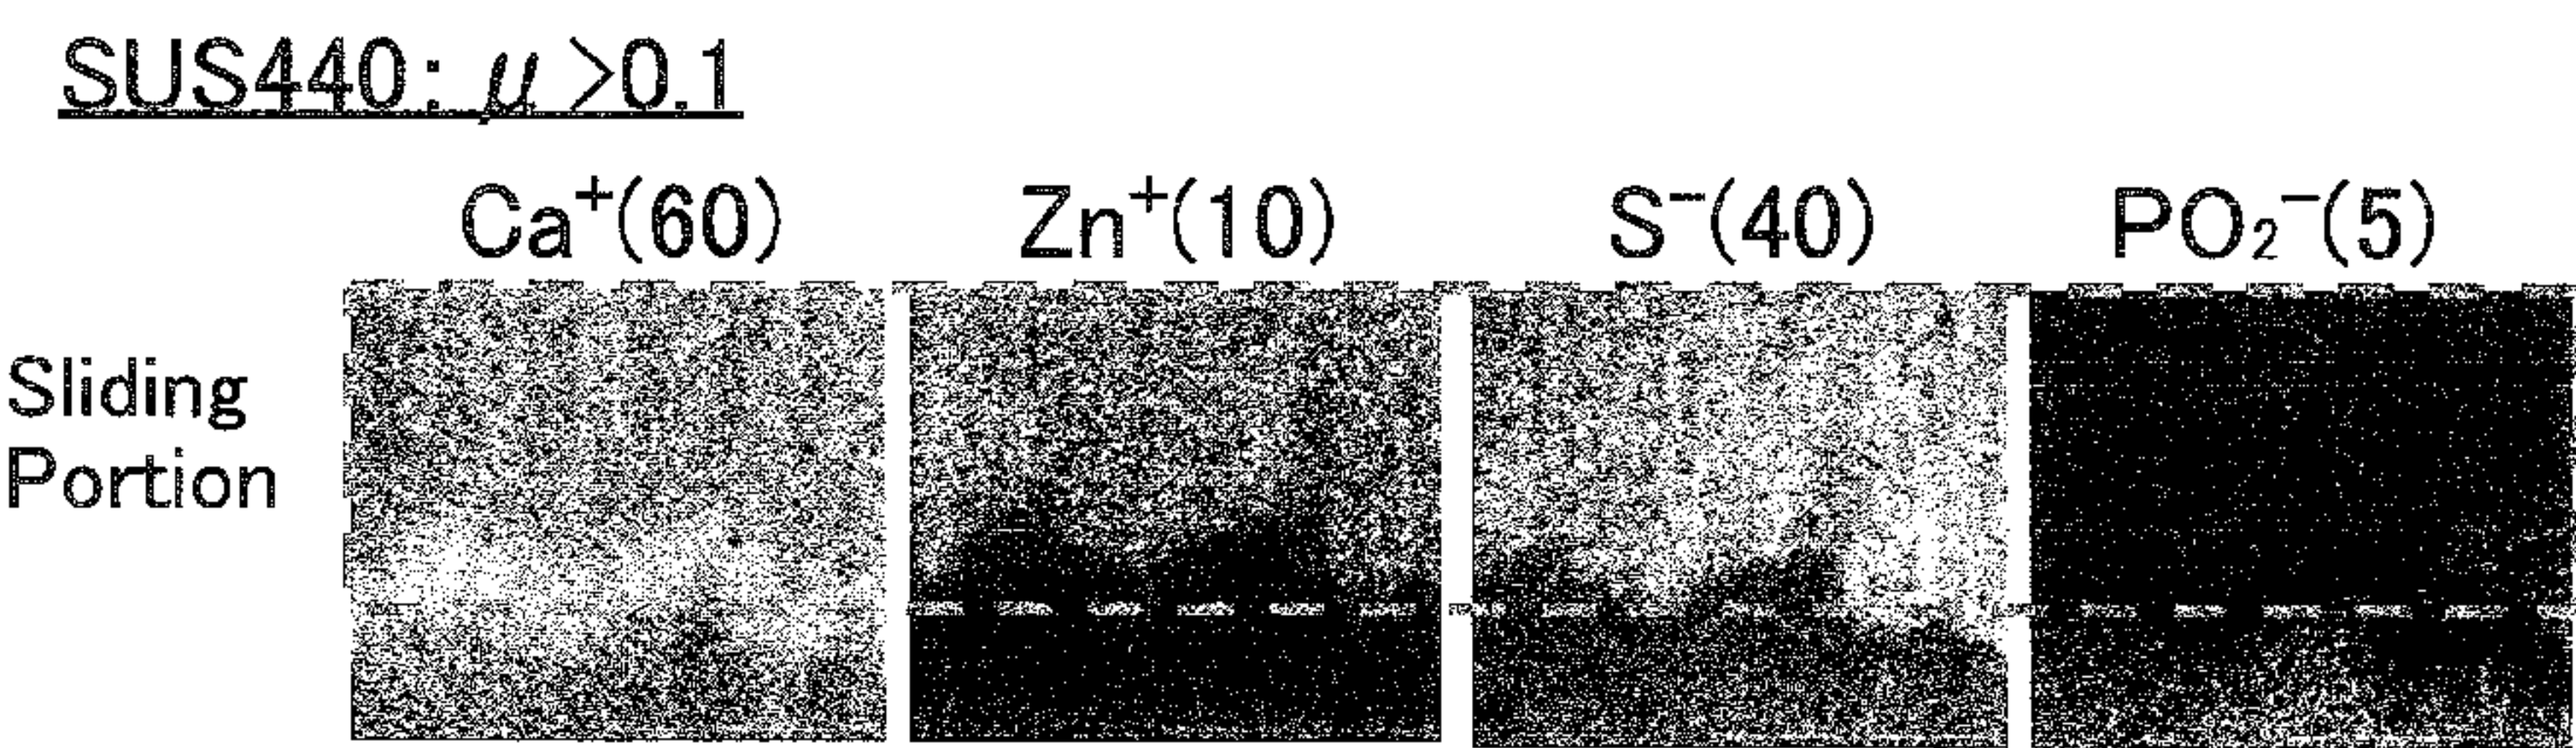 SUS440: μ >0.1
Ca⁺(60) Zn⁺(10) S⁻(40) PO₂⁻(5)
Sliding
Portion